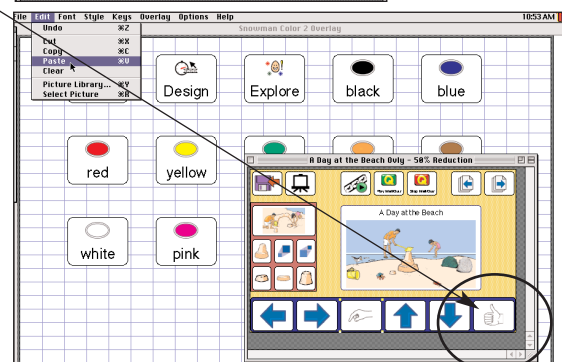 File Edit Font Style Keys Overlay Options Help 10:53 AM
Snowman Color 2 Overlay
Undo ⌘Z
Cut ⌘X
Copy ⌘C
Paste ⌘V
Clear
Picture Library... ⌘Y
Select Picture ⌘R
Design Explore black blue
red yellow
white pink
A Day at the Beach Ovly - 50% Reduction
A Day at the Beach